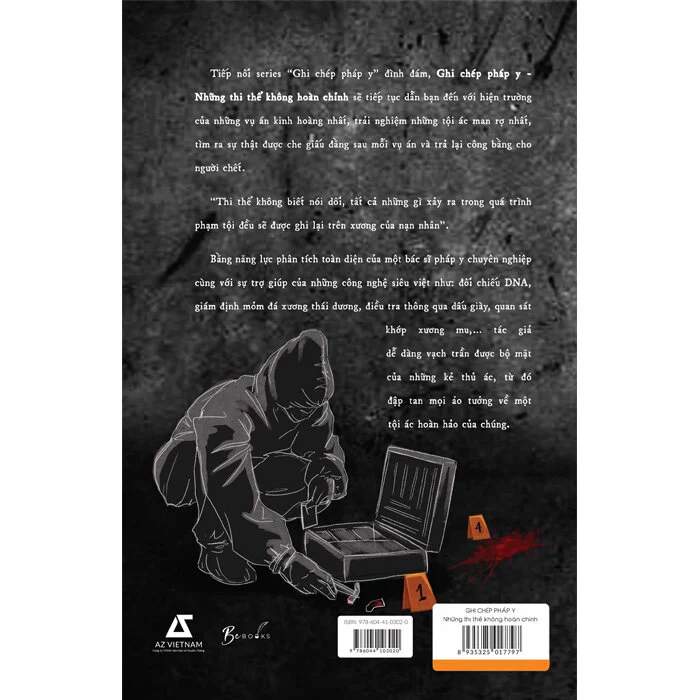 Tiếp nối series “Ghi chép pháp y” đình đám, Ghi chép pháp y -
Những thi thể không hoàn chỉnh sẽ tiếp tục dẫn bạn đến với hiện trường
của những vụ án kinh hoàng nhất, trải nghiệm những tội ác man rợ nhất,
tìm ra sự thật được che giấu đằng sau mỗi vụ án và trả lại công bằng cho
người chết.
“Thi thể không biết nói dối, tất cả những gì xảy ra trong quá trình
phạm tội đều sẽ được ghi lại trên xương của nạn nhân”.
Bằng năng lực phân tích toàn diện của một bác sĩ pháp y chuyên nghiệp
cùng với sự trợ giúp của những công nghệ siêu việt như: đối chiếu DNA,
giám định mỏm đá xương thái dương, điều tra thông qua dấu giày, quan sát
khớp xương mu,... tác giả
dễ dàng vạch trần được bộ mặt
của những kẻ thủ ác, từ đó
đập tan mọi ảo tưởng về một
tội ác hoàn hảo của chúng.
4
1
AZ VIETNAM
BeBOOKS
ISBN: 978-604-41-0302-0
9 786044 103020
GHI CHÉP PHÁP Y
Những thi thể không hoàn chỉnh
8 935325 017797